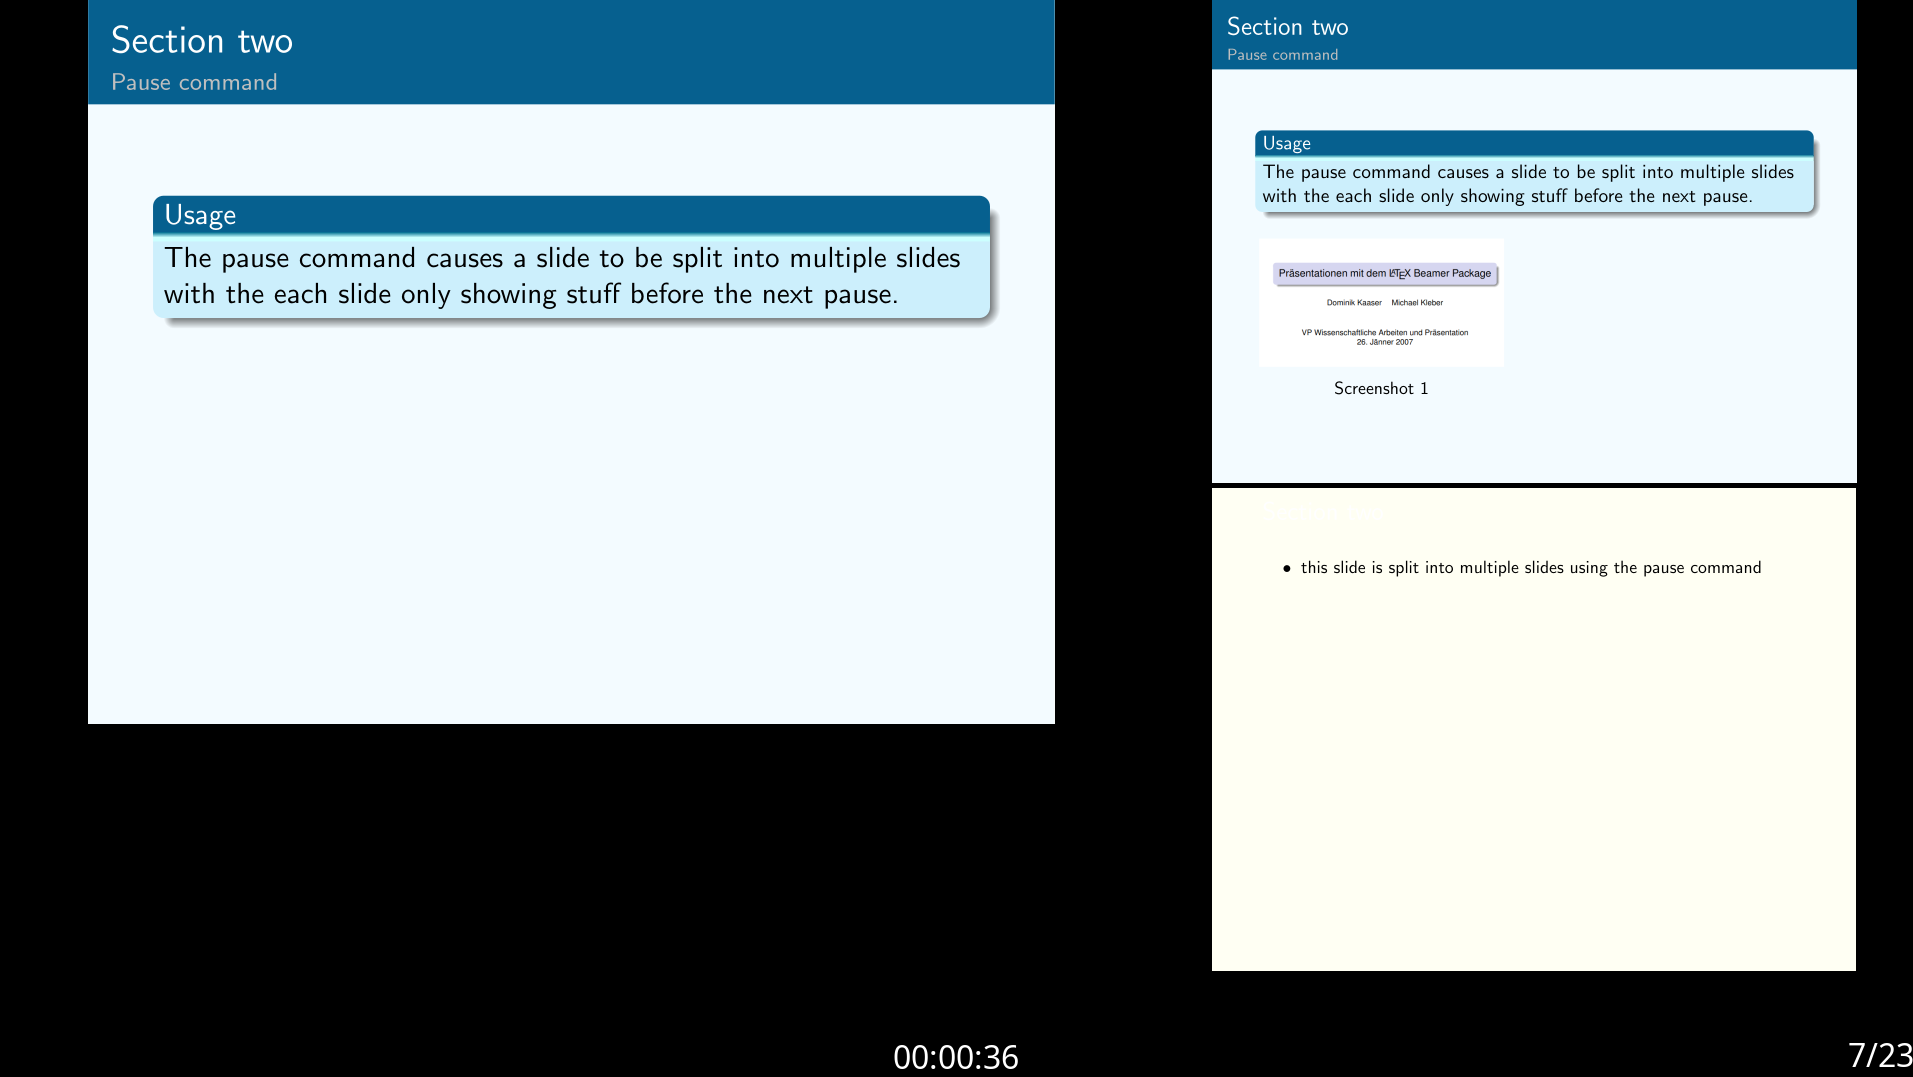 Section two
Pause command
Usage
The pause command causes a slide to be split into multiple slides
with the each slide only showing stuff before the next pause.
Section two
Pause command
Usage
The pause command causes a slide to be split into multiple slides
with the each slide only showing stuff before the next pause.
Präsentationen mit dem LATEX Beamer Package
Dominik Kaaser Michael Kleber
VP Wissenschaftliche Arbeiten und Präsentation
26. Jänner 2007
Screenshot 1
• this slide is split into multiple slides using the pause command
00:00:36
7/23